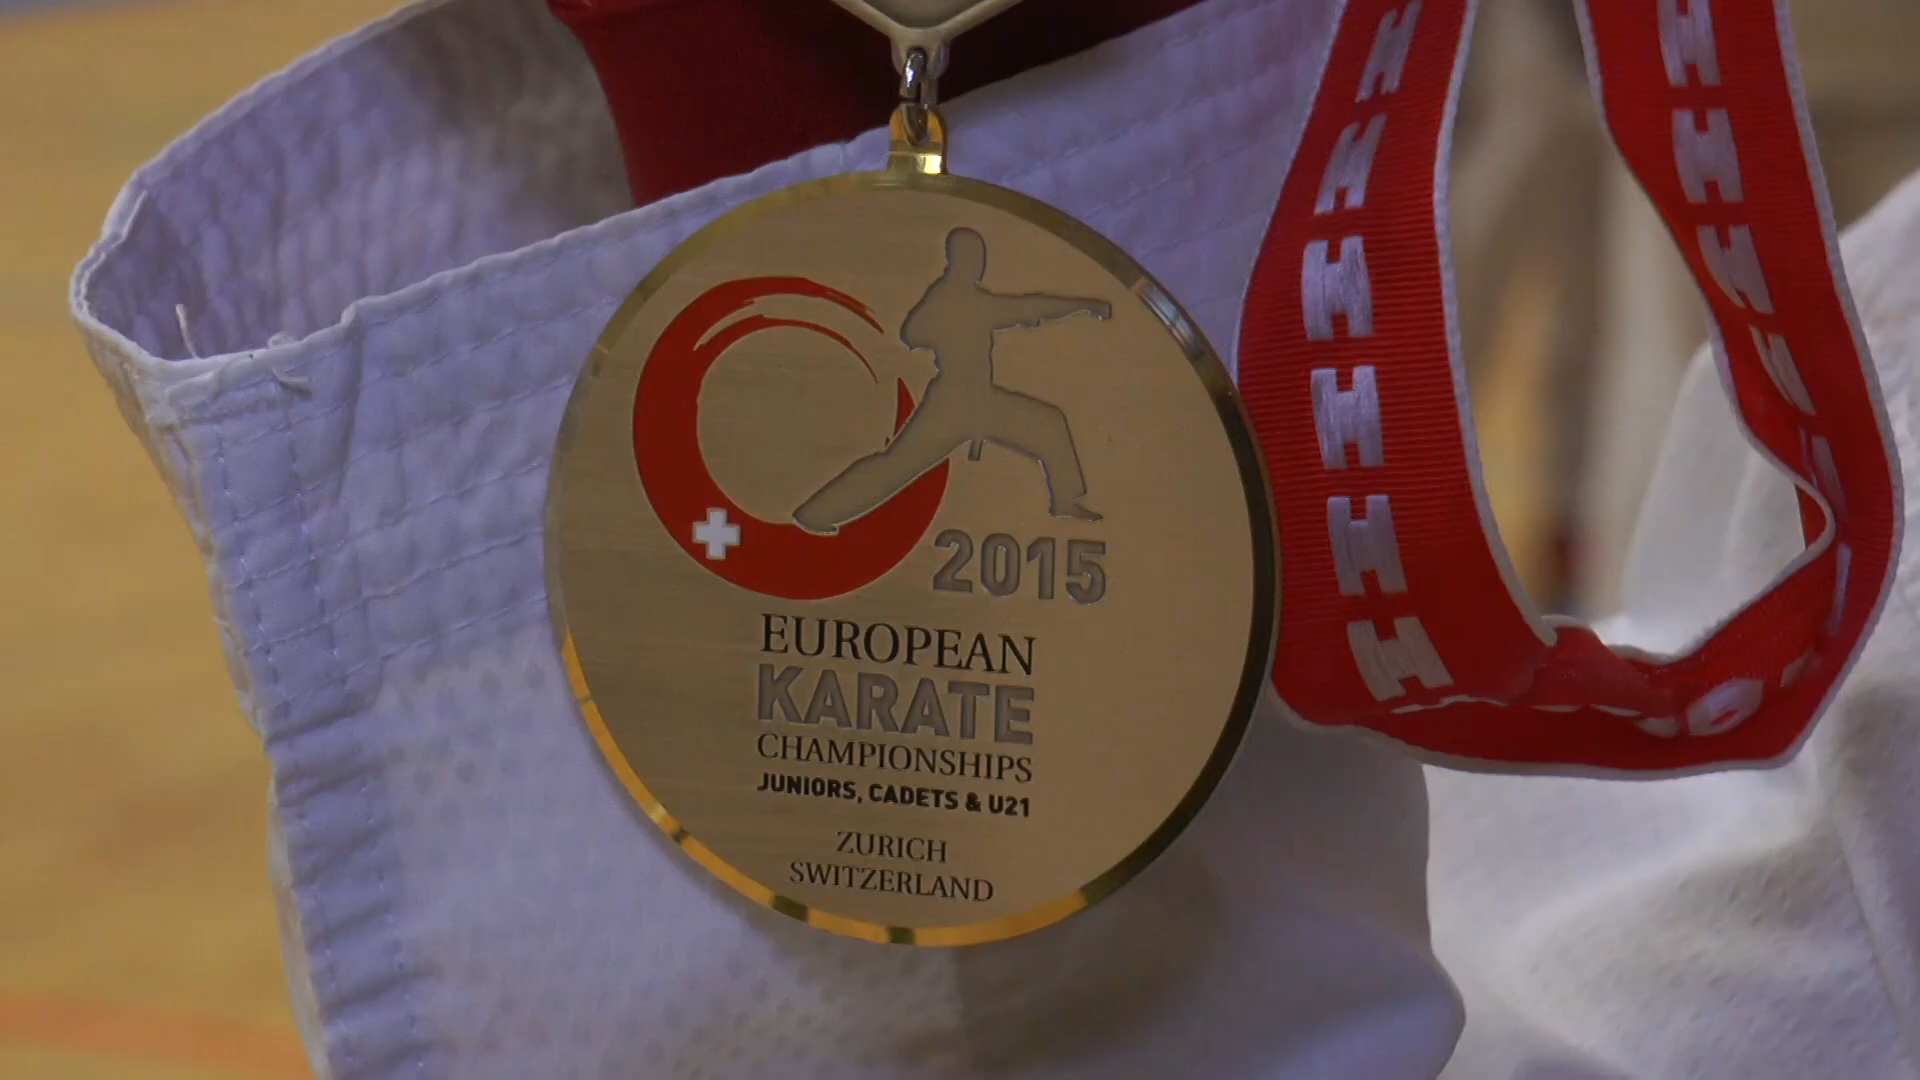 2015
EUROPEAN
KARATE
CHAMPIONSHIPS
JUNIORS, CADETS & U21
ZURICH
SWITZERLAND